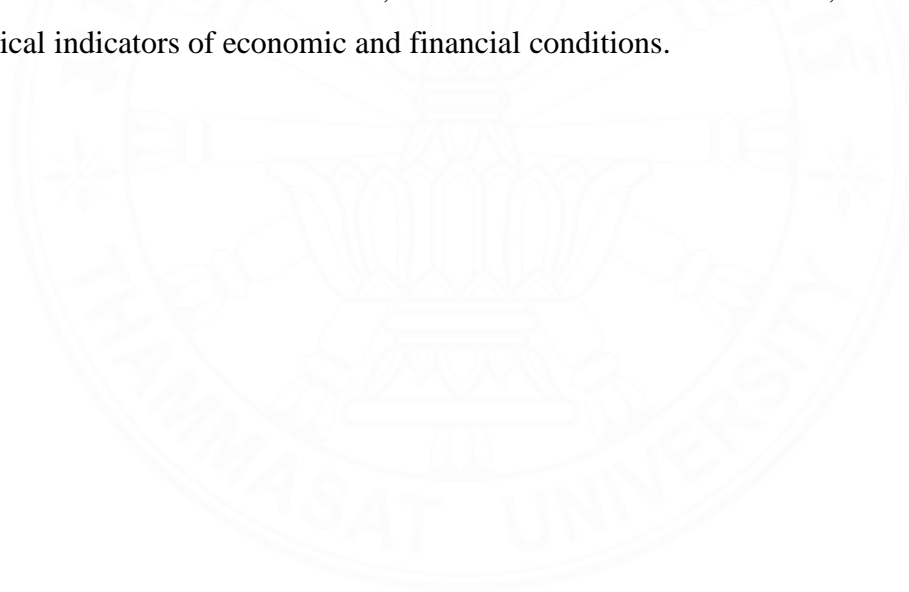 ical indicators of economic and financial conditions.
THAMMASAT UNIVERSITY